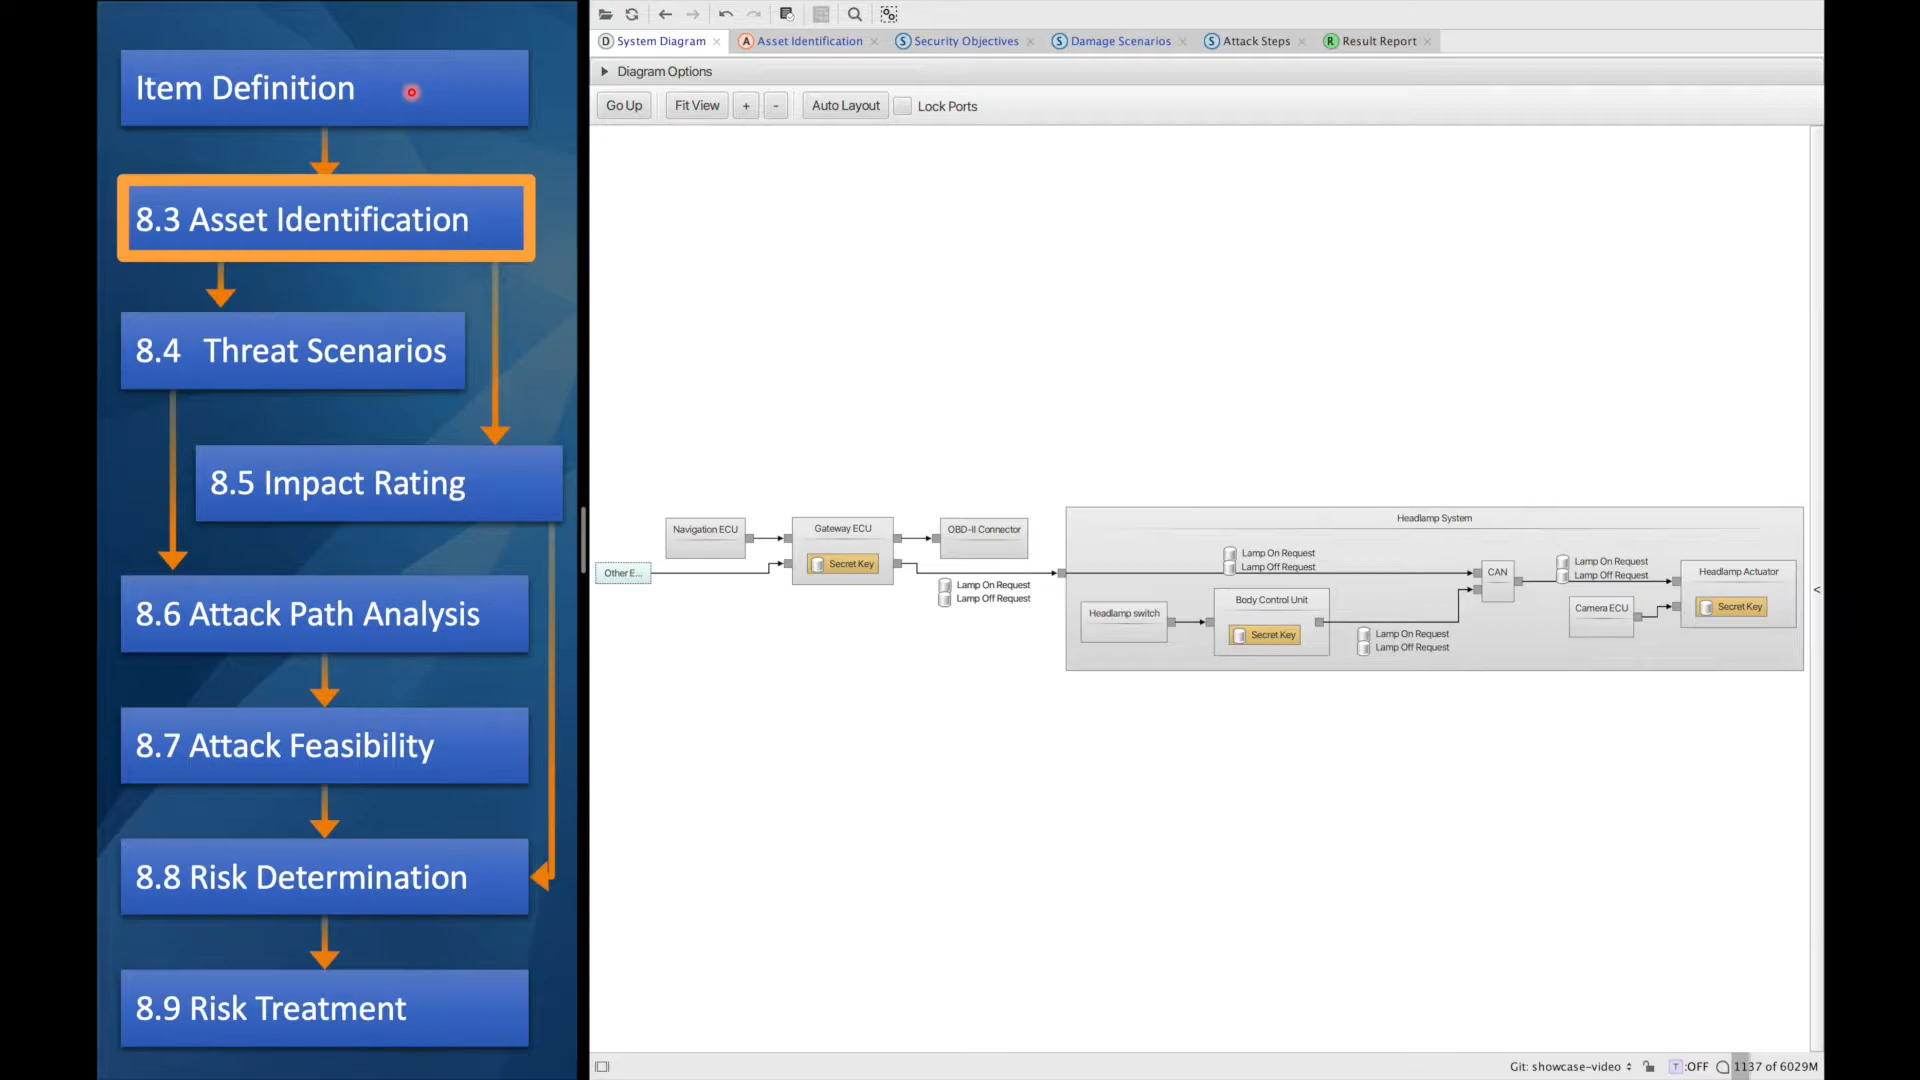 Item Definition
8.3 Asset Identification
8.4 Threat Scenarios
8.5 Impact Rating
8.6 Attack Path Analysis
8.7 Attack Feasibility
8.8 Risk Determination
8.9 Risk Treatment
D System Diagram
A Asset Identification
S Security Objectives
S Damage Scenarios
S Attack Steps
R Result Report
Diagram Options
Go Up
Fit View
+
-
Auto Layout
Lock Ports
Other E...
Navigation ECU
Gateway ECU
Secret Key
OBD-II Connector
Lamp On Request
Lamp Off Request
Headlamp System
Lamp On Request
Lamp Off Request
Headlamp switch
Body Control Unit
Secret Key
Lamp On Request
Lamp Off Request
CAN
Lamp On Request
Lamp Off Request
Camera ECU
Headlamp Actuator
Secret Key
<
Git: showcase-video
T :OFF
1137 of 6029M